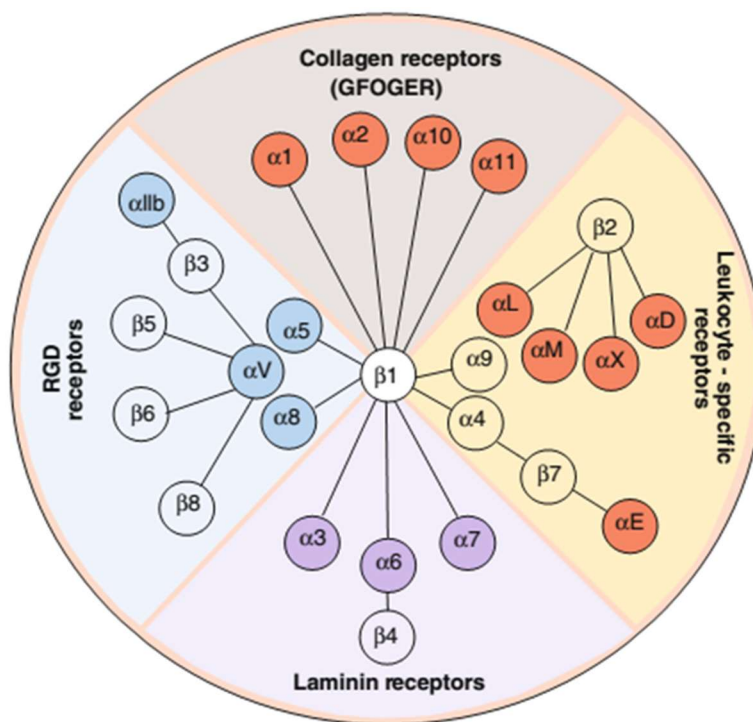 Collagen receptors
(GFOGER)
α1
α2
α10
α11
αIIb
β3
β5
αV
β6
β8
α5
α8
RGD
receptors
β1
β2
αL
αM
αX
αD
α9
α4
β7
αE
Leukocyte - specific
receptors
α3
α6
α7
β4
Laminin receptors